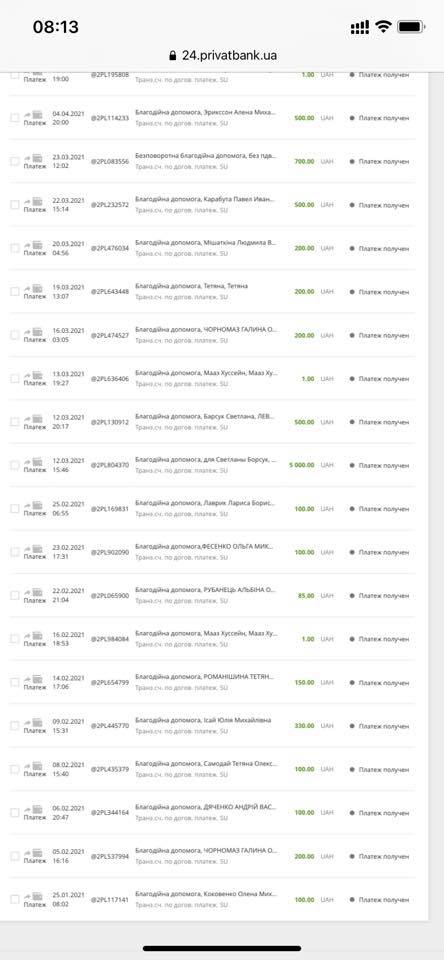 08:13
24.privatbank.ua
Платеж 19:00 @2PL195808 Транз.сч. по догов. платеж, SU 1.00 UAH Платеж получен
04.04.2021 @2PL114233 Благодійна допомога, Эрикссон Алена Миха... 500.00 UAH Платеж получен
Платеж 20:00 Транз.сч. по догов. платеж, SU
23.03.2021 @2PL083556 Безповоротна благодійна допомога, без пдв... 700.00 UAH Платеж получен
Платеж 12:02 Транз.сч. по догов. платеж, SU
22.03.2021 @2PL232572 Благодійна допомога, Карабута Павел Иван... 500.00 UAH Платеж получен
Платеж 15:14 Транз.сч. по догов. платеж, SU
20.03.2021 @2PL476034 Благодійна допомога, Мішаткіна Людмила В... 200.00 UAH Платеж получен
Платеж 04:56 Транз.сч. по догов. платеж, SU
19.03.2021 @2PL643448 Благодійна допомога, Тетяна, Тетяна 200.00 UAH Платеж получен
Платеж 13:07 Транз.сч. по догов. платеж, SU
16.03.2021 @2PL474527 Благодійна допомога, ЧОРНОМАЗ ГАЛИНА О... 200.00 UAH Платеж получен
Платеж 03:05 Транз.сч. по догов. платеж, SU
13.03.2021 @2PL636406 Благодійна допомога, Мааз Хуссейн, Мааз Ху... 1.00 UAH Платеж получен
Платеж 19:27 Транз.сч. по догов. платеж, SU
12.03.2021 @2PL130912 Благодійна допомога, Барсук Светлана, ЛЕВ... 500.00 UAH Платеж получен
Платеж 20:17 Транз.сч. по догов. платеж, SU
12.03.2021 @2PL804370 Благодійна допомога, для Светланы Борсук, ... 5 000.00 UAH Платеж получен
Платеж 15:46 Транз.сч. по догов. платеж, SU
25.02.2021 @2PL169831 Благодійна допомога, Лаврик Лариса Борис... 100.00 UAH Платеж получен
Платеж 06:55 Транз.сч. по догов. платеж, SU
23.02.2021 @2PL902090 Благодійна допомога,ФЕСЕНКО ОЛЬГА МИК... 100.00 UAH Платеж получен
Платеж 17:31 Транз.сч. по догов. платеж, SU
22.02.2021 @2PL065900 Благодійна допомога, РУБАНЕЦЬ АЛЬБІНА О... 85.00 UAH Платеж получен
Платеж 21:04 Транз.сч. по догов. платеж, SU
16.02.2021 @2PL984084 Благодійна допомога, Мааз Хуссейн, Мааз Ху... 1.00 UAH Платеж получен
Платеж 18:53 Транз.сч. по догов. платеж, SU
14.02.2021 @2PL654799 Благодійна допомога, РОМАНІШИНА ТЕТЯН... 150.00 UAH Платеж получен
Платеж 17:06 Транз.сч. по догов. платеж, SU
09.02.2021 @2PL445770 Благодійна допомога, Ісай Юлія Михайлівна 330.00 UAH Платеж получен
Платеж 15:31 Транз.сч. по догов. платеж, SU
08.02.2021 @2PL435379 Благодійна допомога, Самодай Тетяна Олекс... 100.00 UAH Платеж получен
Платеж 15:40 Транз.сч. по догов. платеж, SU
06.02.2021 @2PL344164 Благодійна допомога, ДЯЧЕНКО АНДРІЙ ВАС... 100.00 UAH Платеж получен
Платеж 20:47 Транз.сч. по догов. платеж, SU
05.02.2021 @2PL537994 Благодійна допомога, ЧОРНОМАЗ ГАЛИНА О... 200.00 UAH Платеж получен
Платеж 16:16 Транз.сч. по догов. платеж, SU
25.01.2021 @2PL117141 Благодійна допомога, Коковенко Олена Мих... 100.00 UAH Платеж получен
Платеж 08:02 Транз.сч. по догов. платеж, SU